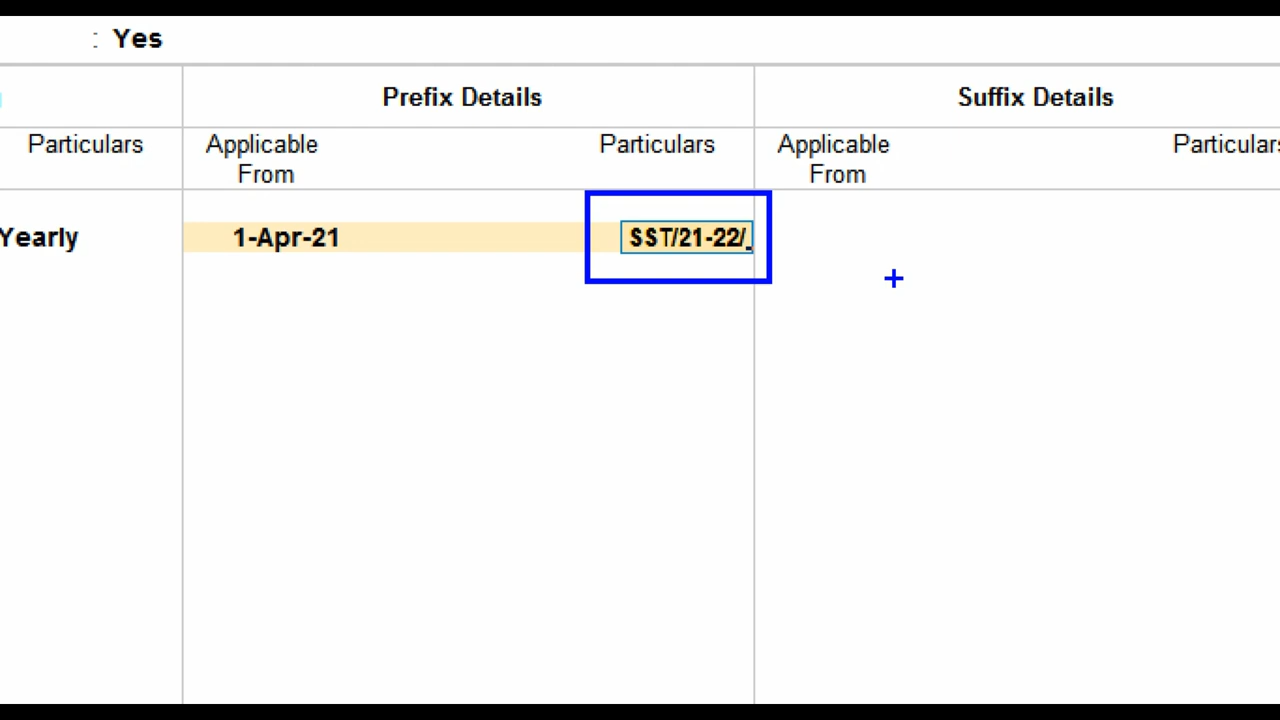 : Yes
Prefix Details
Suffix Details
Particulars
Applicable From
Particulars
Applicable From
Particulars
Yearly
1-Apr-21
SST/21-22/